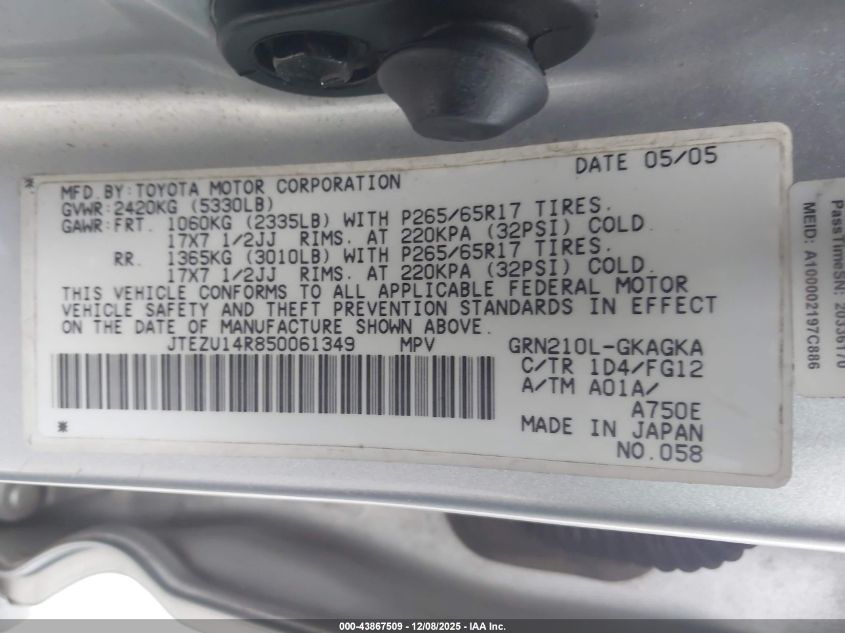 DATE 05/05
MFD. BY: TOYOTA MOTOR CORPORATION
GVWR: 2420KG (5330LB)
GAWR: FRT. 1060KG (2335LB) WITH P265/65R17 TIRES.
17X7 1/2JJ RIMS. AT 220KPA (32PSI) COLD.
RR. 1365KG (3010LB) WITH P265/65R17 TIRES.
17X7 1/2JJ RIMS. AT 220KPA (32PSI) COLD.
THIS VEHICLE CONFORMS TO ALL APPLICABLE FEDERAL MOTOR
VEHICLE SAFETY AND THEFT PREVENTION STANDARDS IN EFFECT
ON THE DATE OF MANUFACTURE SHOWN ABOVE.
JTEZU14R850061349 MPV GRN210L-GKAGKA
C/TR 1D4/FG12
A/TM A01A/
A750E
MADE IN JAPAN
NO.058
PassTimeSN: 20336170
MEID: A100002197C886
000-43867509 - 12/08/2025 - IAA Inc.